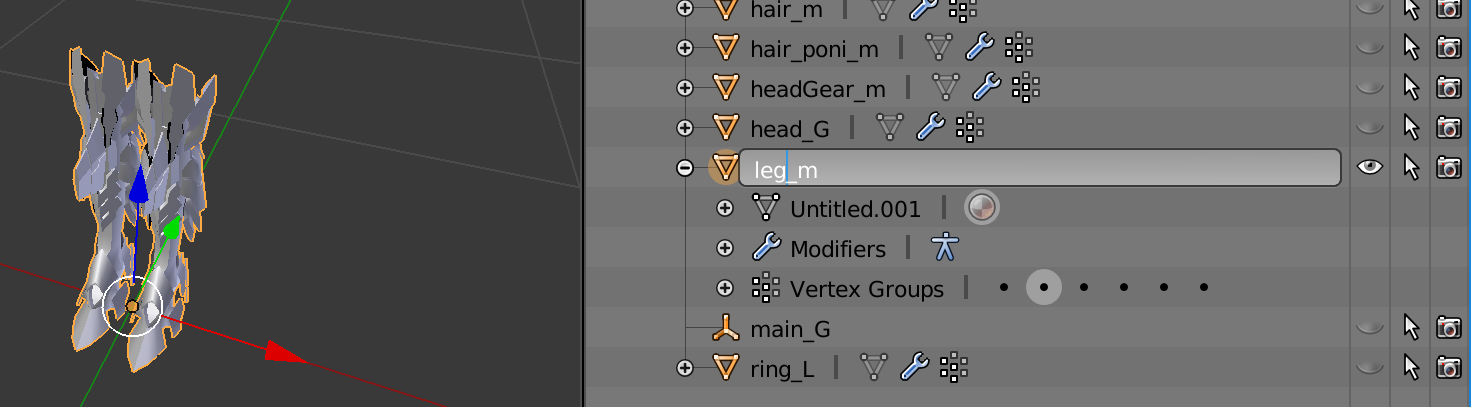 hair_m
hair_poni_m
headGear_m
head_G
leg_m
Untitled.001
Modifiers
Vertex Groups
main_G
ring_L